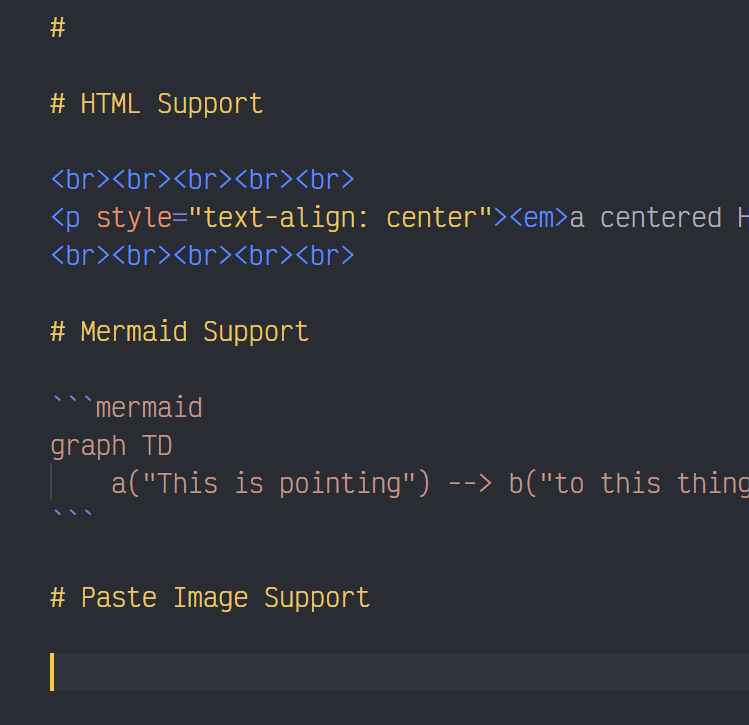 #
# HTML Support
<br><br><br><br><br>
<p style="text-align: center"><em>a centered
<br><br><br><br><br>
# Mermaid Support
```mermaid
graph TD
a("This is pointing") --> b("to this thing
```
# Paste Image Support